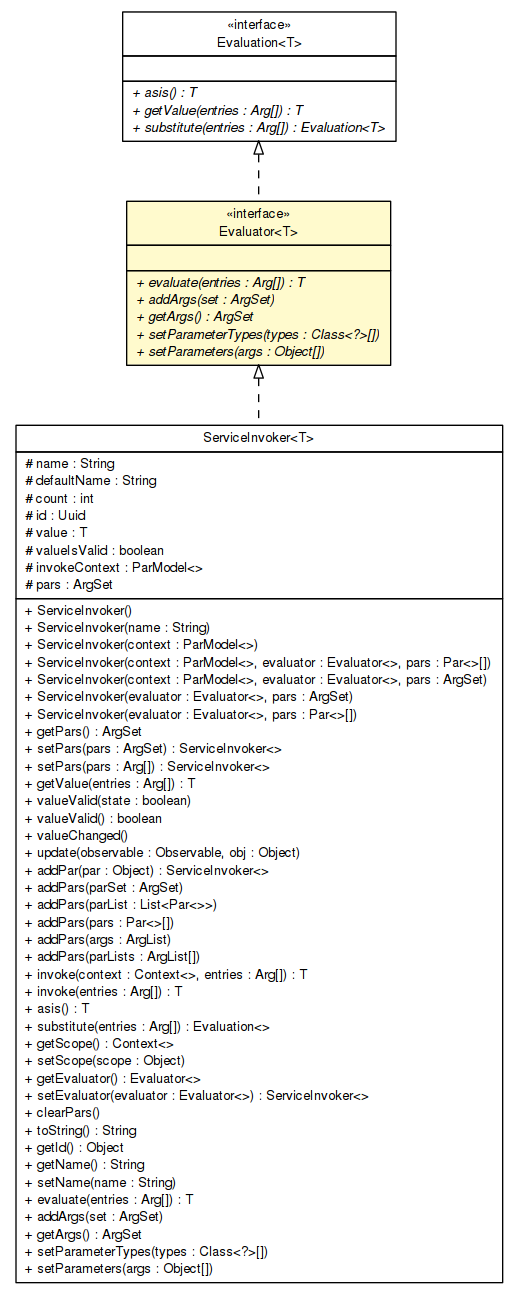 «interface»
Evaluation<T>
+ asis() : T
+ getValue(entries : Arg[]) : T
+ substitute(entries : Arg[]) : Evaluation<T>
«interface»
Evaluator<T>
+ evaluate(entries : Arg[]) : T
+ addArgs(set : ArgSet)
+ getArgs() : ArgSet
+ setParameterTypes(types : Class<?>[])
+ setParameters(args : Object[])
ServiceInvoker<T>
# name : String
# defaultName : String
# count : int
# id : Uuid
# value : T
# valueIsValid : boolean
# invokeContext : ParModel<>
# pars : ArgSet
+ ServiceInvoker()
+ ServiceInvoker(name : String)
+ ServiceInvoker(context : ParModel<>)
+ ServiceInvoker(context : ParModel<>, evaluator : Evaluator<>, pars : Par<>[])
+ ServiceInvoker(context : ParModel<>, evaluator : Evaluator<>, pars : ArgSet)
+ ServiceInvoker(evaluator : Evaluator<>, pars : ArgSet)
+ ServiceInvoker(evaluator : Evaluator<>, pars : Par<>[])
+ getPars() : ArgSet
+ setPars(pars : ArgSet) : ServiceInvoker<>
+ setPars(pars : Arg[]) : ServiceInvoker<>
+ getValue(entries : Arg[]) : T
+ valueValid(state : boolean)
+ valueValid() : boolean
+ valueChanged()
+ update(observable : Observable, obj : Object)
+ addPar(par : Object) : ServiceInvoker<>
+ addPars(parSet : ArgSet)
+ addPars(parList : List<Par<>>)
+ addPars(pars : Par<>[])
+ addPars(args : ArgList)
+ addPars(parLists : ArgList[])
+ invoke(context : Context<>, entries : Arg[]) : T
+ invoke(entries : Arg[]) : T
+ asis() : T
+ substitute(entries : Arg[]) : Evaluation<>
+ getScope() : Context<>
+ setScope(scope : Object)
+ getEvaluator() : Evaluator<>
+ setEvaluator(evaluator : Evaluator<>) : ServiceInvoker<>
+ clearPars()
+ toString() : String
+ getId() : Object
+ getName() : String
+ setName(name : String)
+ evaluate(entries : Arg[]) : T
+ addArgs(set : ArgSet)
+ getArgs() : ArgSet
+ setParameterTypes(types : Class<?>[])
+ setParameters(args : Object[])